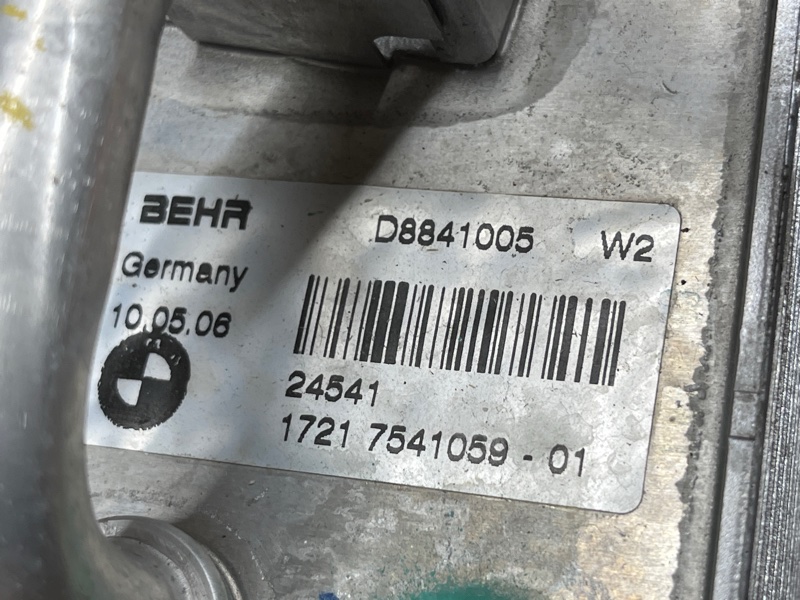 BEHR D8841005 W2
Germany
10.05.06
24541
1721 7541059 - 01